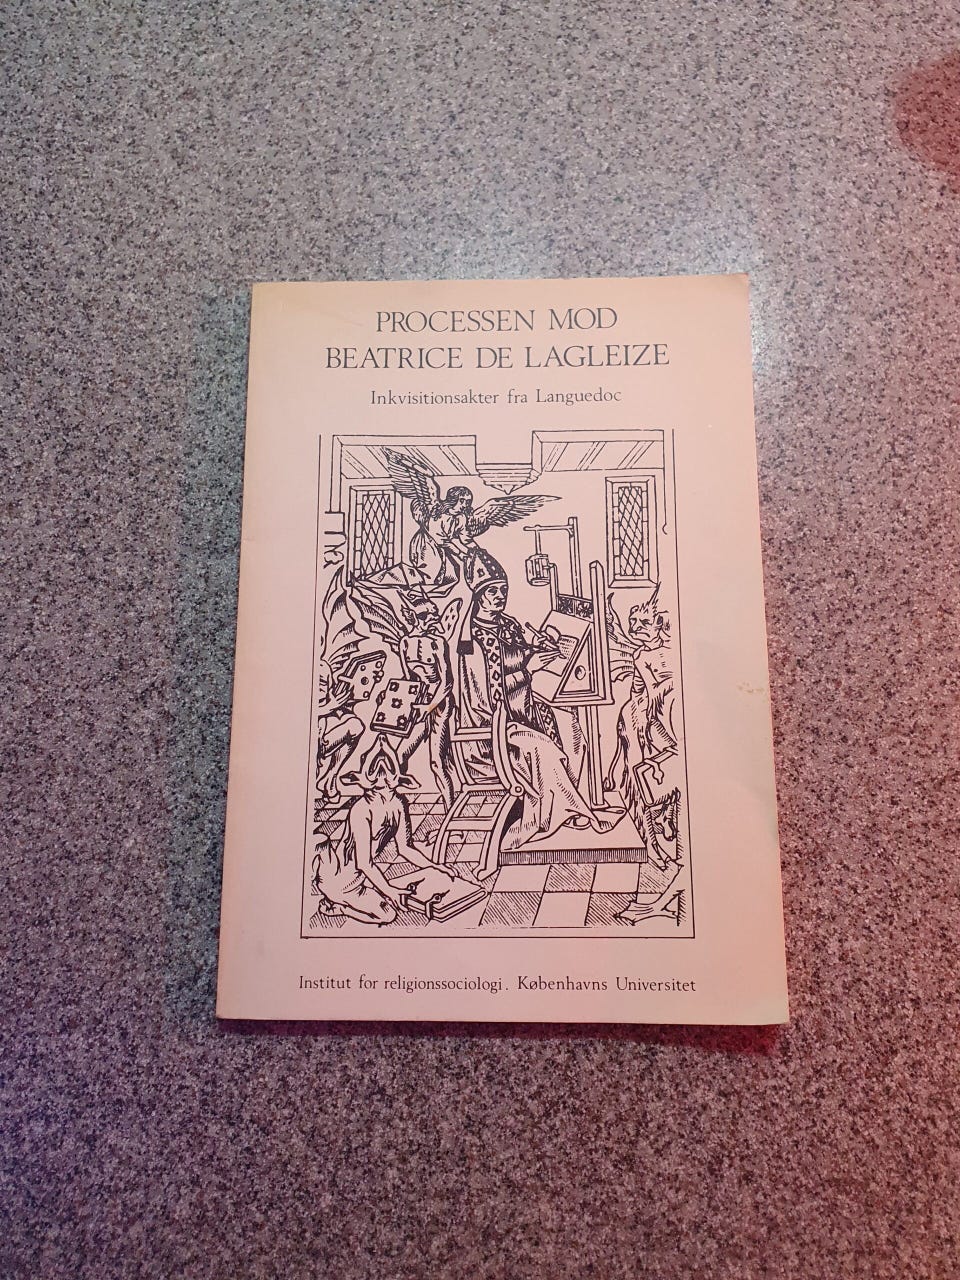 PROCESSEN MOD
BEATRICE DE LAGLEIZE
Inkvisitionsakter fra Languedoc
Institut for religionssociologi. Københavns Universitet